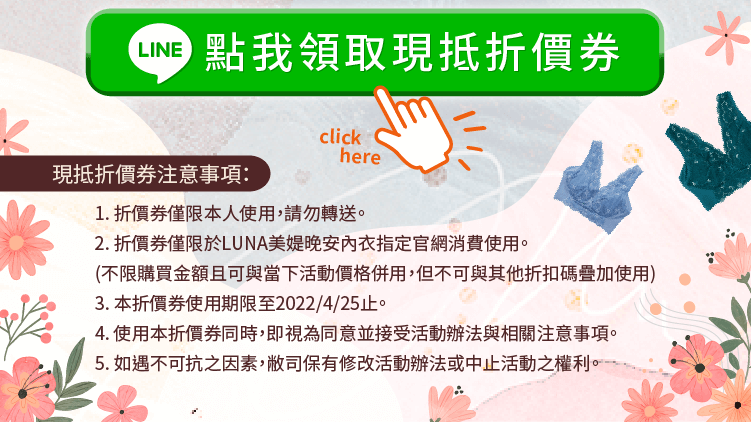 LINE 點我領取現抵折價券
click
here
現抵折價券注意事項：
1. 折價券僅限本人使用，請勿轉送。
2. 折價券僅限於LUNA美媞晚安內衣指定官網消費使用。
(不限購買金額且可與當下活動價格併用，但不可與其他折扣碼疊加使用)
3. 本折價券使用期限至2022/4/25止。
4. 使用本折價券同時，即視為同意並接受活動辦法與相關注意事項。
5. 如遇不可抗之因素，敝司保有修改活動辦法或中止活動之權利。